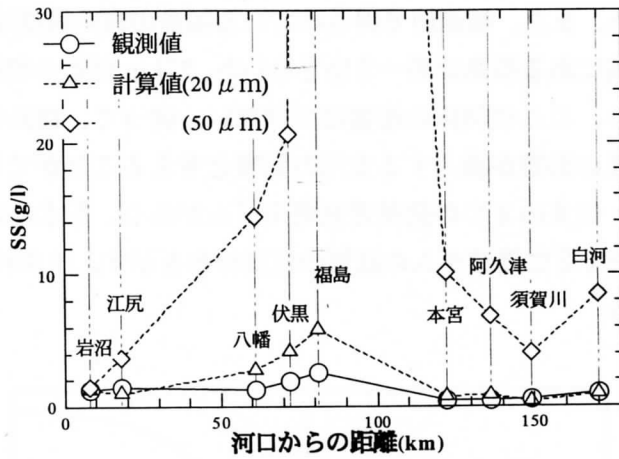 30
20
10
0
SS(g/l)
観測値
計算値(20μm)
(50μm)
岩沼
江尻
八幡
伏黒
福島
本宮
阿久津
須賀川
白河
0
50
100
150
河口からの距離(km)